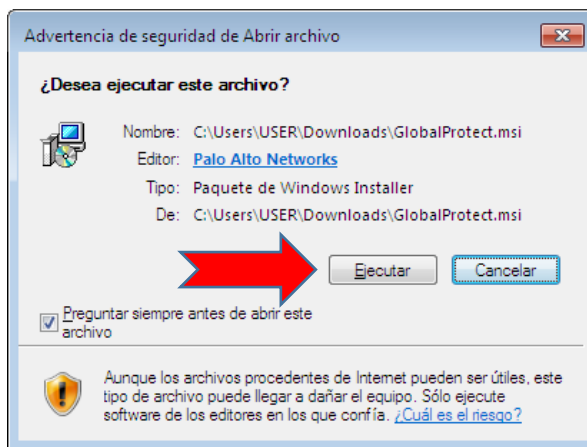 Advertencia de seguridad de Abrir archivo
¿Desea ejecutar este archivo?
Nombre: C:\Users\USER\Downloads\GlobalProtect.msi
Editor: Palo Alto Networks
Tipo: Paquete de Windows Installer
De: C:\Users\USER\Downloads\GlobalProtect.msi
Ejecutar Cancelar
Preguntar siempre antes de abrir este
archivo
Aunque los archivos procedentes de Internet pueden ser útiles, este
tipo de archivo puede llegar a dañar el equipo. Sólo ejecute
software de los editores en los que confía. ¿Cuál es el riesgo?